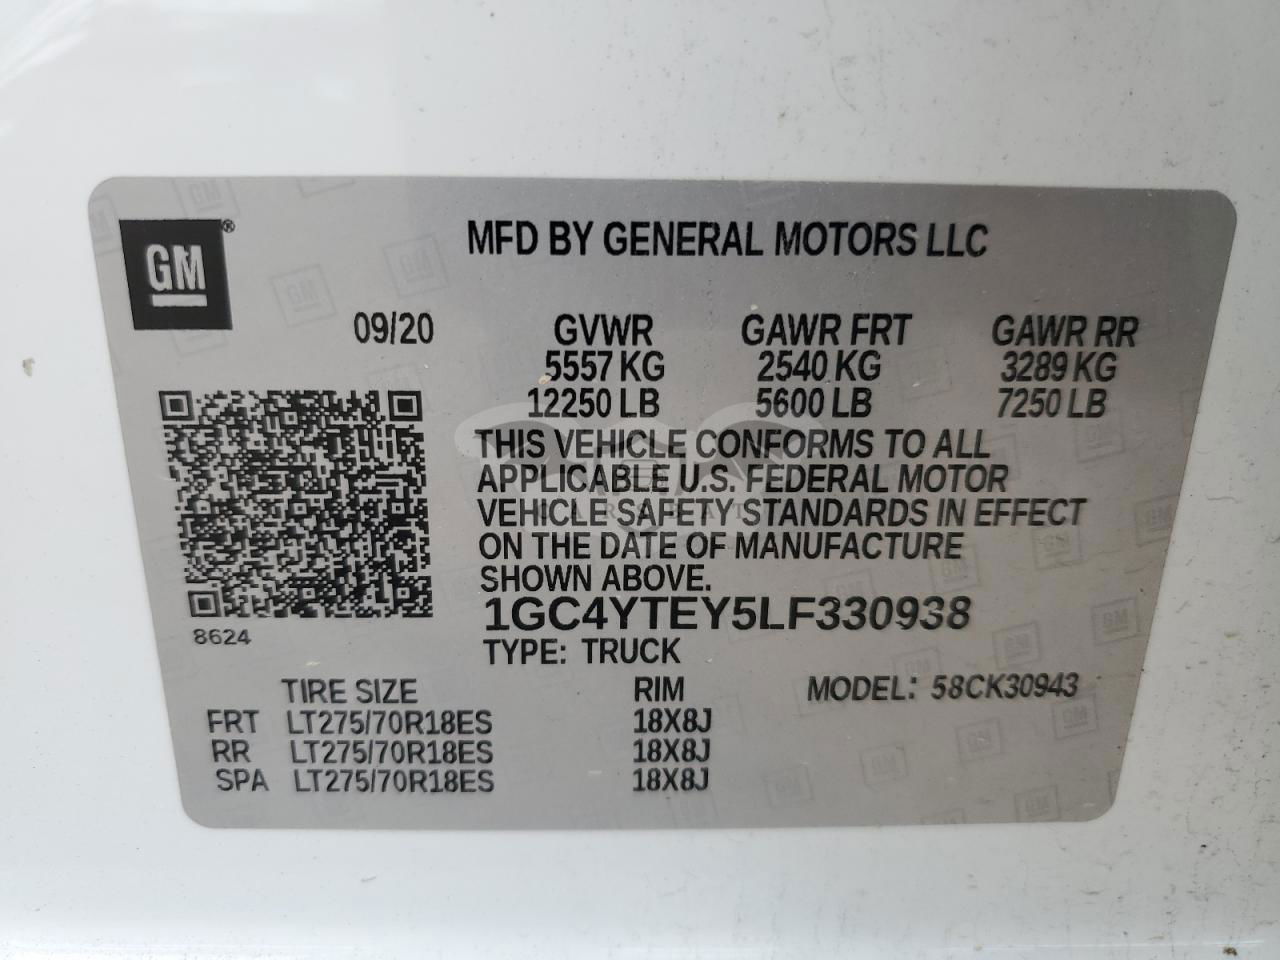 GM®
MFD BY GENERAL MOTORS LLC
09/20 GVWR GAWR FRT GAWR RR
5557 KG 2540 KG 3289 KG
12250 LB 5600 LB 7250 LB
THIS VEHICLE CONFORMS TO ALL
APPLICABLE U.S. FEDERAL MOTOR
VEHICLE SAFETY STANDARDS IN EFFECT
ON THE DATE OF MANUFACTURE
SHOWN ABOVE.
1GC4YTEY5LF330938
8624
TYPE: TRUCK
TIRE SIZE RIM MODEL: 58CK30943
FRT LT275/70R18ES 18X8J
RR LT275/70R18ES 18X8J
SPA LT275/70R18ES 18X8J